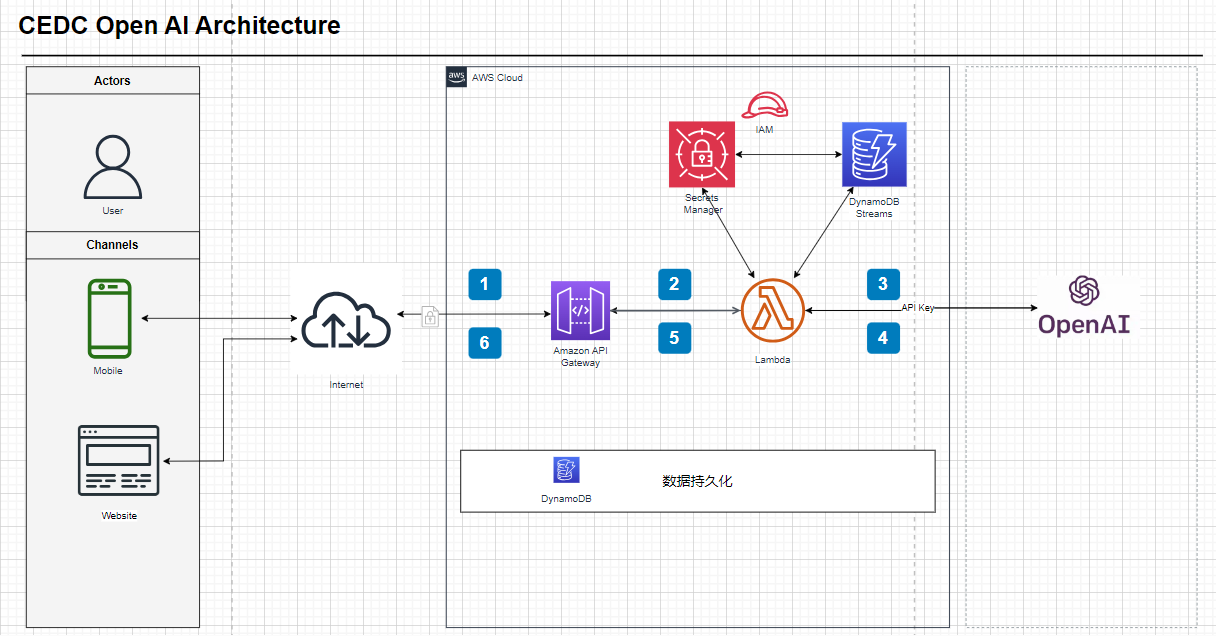 CEDC Open AI Architecture
Actors
User
Channels
Mobile
Website
Internet
aws
AWS Cloud
IAM
Secrets
Manager
DynamoDB
Streams
1
2
3
Amazon API
Gateway
Lambda
API Key
OpenAI
6
5
4
DynamoDB
数据持久化